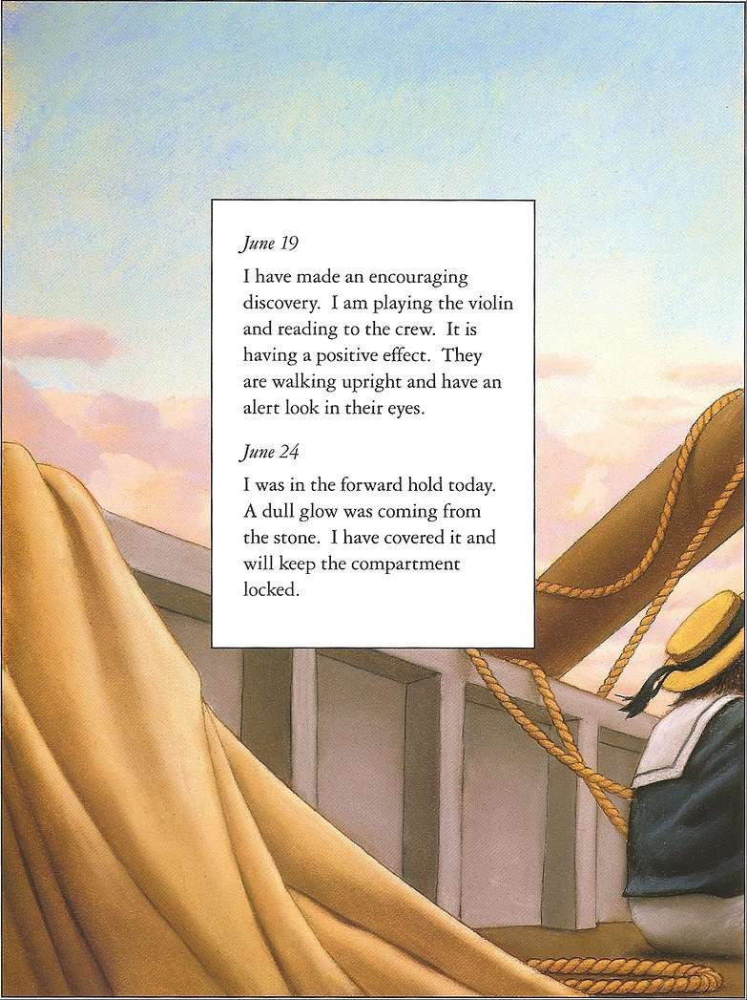 June 19
I have made an encouraging
discovery.  I am playing the violin
and reading to the crew.  It is
having a positive effect.  They
are walking upright and have an
alert look in their eyes.
June 24
I was in the forward hold today.
A dull glow was coming from
the stone.  I have covered it and
will keep the compartment
locked.